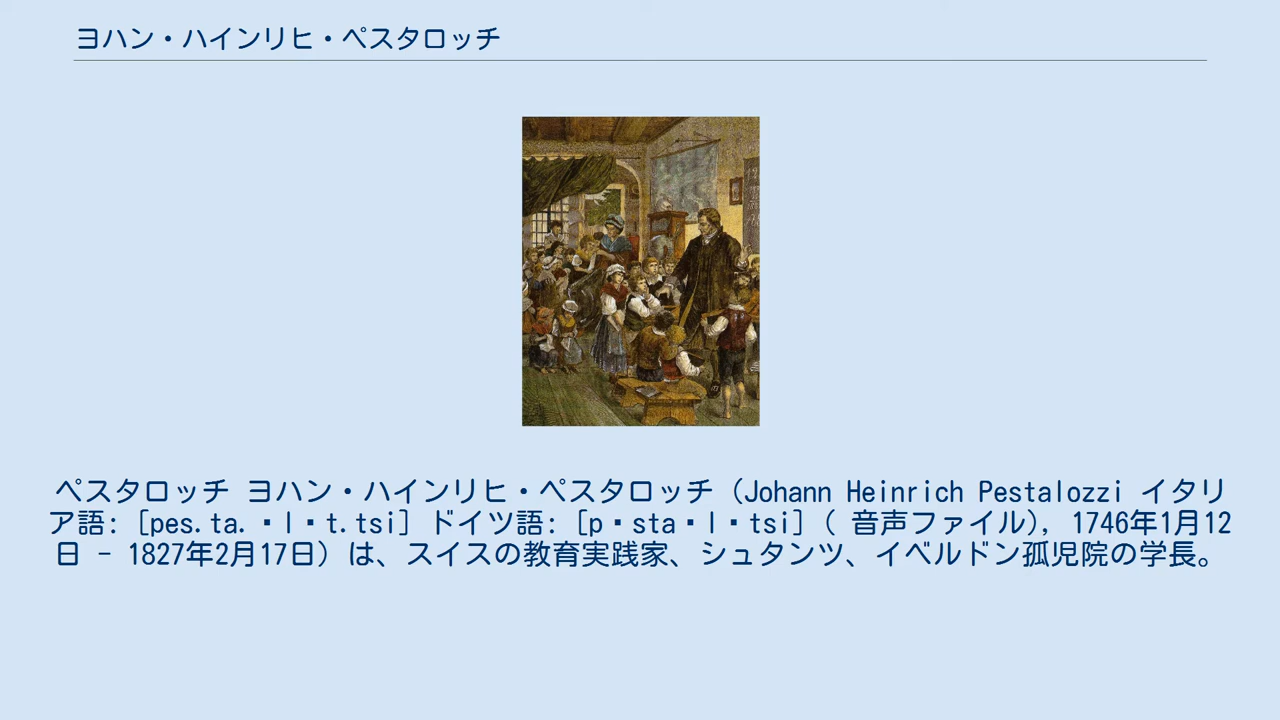 ヨハン・ハインリヒ・ペスタロッチ
ペスタロッチ ヨハン・ハインリヒ・ペスタロッチ（Johann Heinrich Pestalozzi イタリ
ア語: [pes.ta.･l･t.tsi] ドイツ語: [p･sta･l･tsi] ( 音声ファイル), 1746年1月12
日 - 1827年2月17日）は、スイスの教育実践家、シュタンツ、イベルドン孤児院の学長。